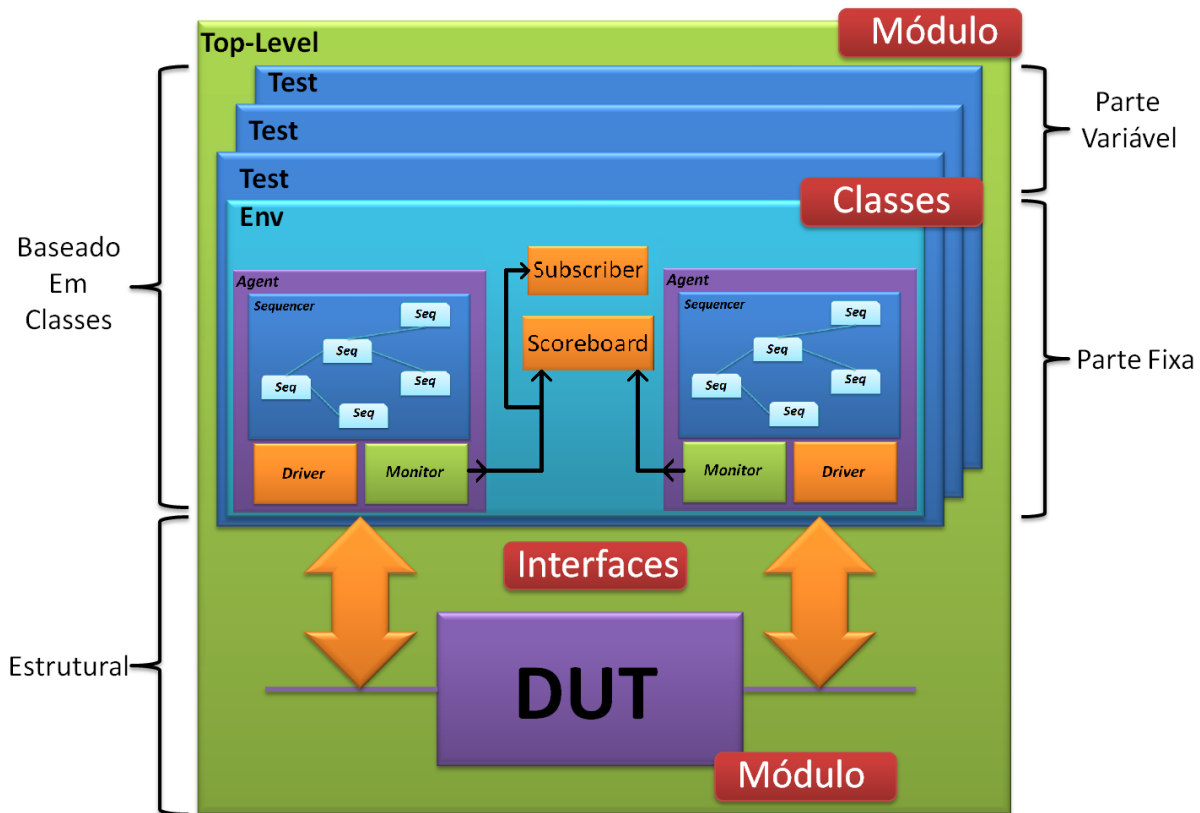 Top-Level
Módulo
Test
Test
Test
Parte
Variável
Classes
Env
Baseado
Em
Classes
Subscriber
Scoreboard
Agent
Sequencer
Seq
Seq
Seq
Seq
Seq
Driver
Monitor
Agent
Sequencer
Seq
Seq
Seq
Seq
Seq
Monitor
Driver
Parte Fixa
Interfaces
Estrutural
DUT
Módulo